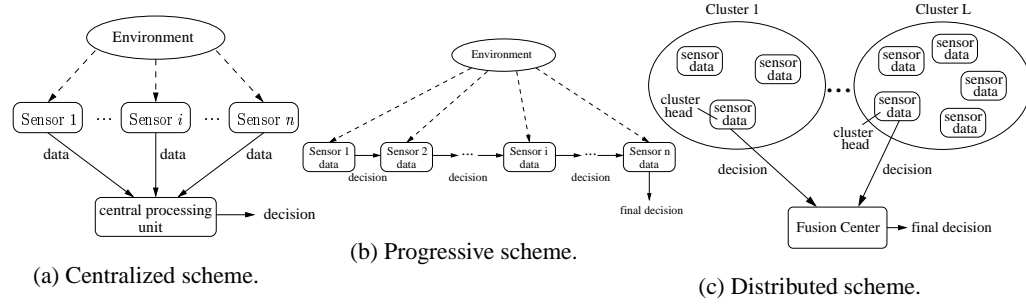 Environment
Sensor 1
...
Sensor i
...
Sensor n
data
data
data
central processing
unit
decision
(a) Centralized scheme.
Environment
Sensor 1
data
Sensor 2
data
...
Sensor i
data
...
Sensor n
data
decision
decision
decision
final decision
(b) Progressive scheme.
Cluster 1
sensor
data
sensor
data
sensor
data
cluster
head
...
Cluster L
sensor
data
sensor
data
sensor
data
sensor
data
sensor
data
cluster
head
decision
decision
Fusion Center
final decision
(c) Distributed scheme.